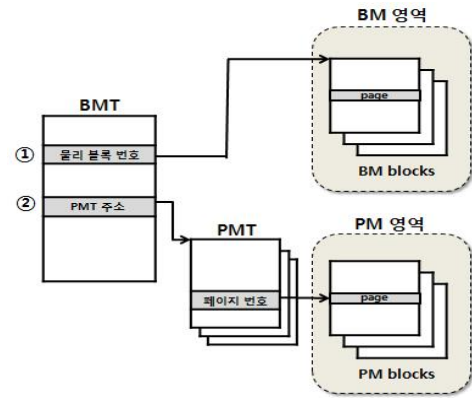 BM 영역
page
BM blocks
BMT
① 물리 블록 번호
② PMT 주소
PMT
페이지 번호
PM 영역
page
PM blocks